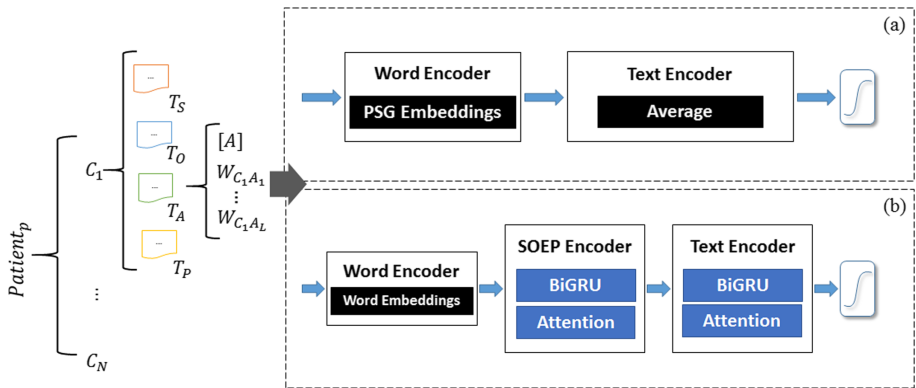 Patient_p
C_1
⋮
C_N
...
T_S
...
T_O
...
T_A
...
T_P
[A]
W_{C_1A_1}
⋮
W_{C_1A_L}
(a)
Word Encoder
PSG Embeddings
Text Encoder
Average
(b)
Word Encoder
Word Embeddings
SOEP Encoder
BiGRU
Attention
Text Encoder
BiGRU
Attention